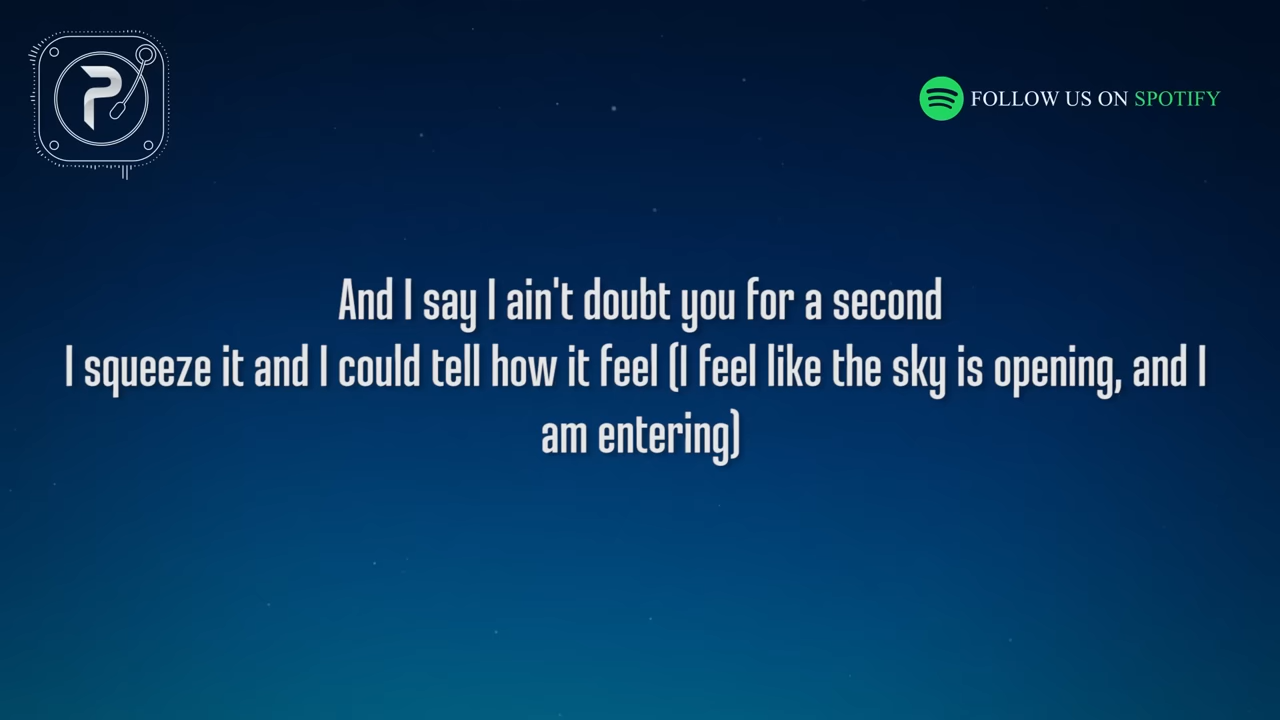 P
FOLLOW US ON SPOTIFY
And I say I ain't doubt you for a second
I squeeze it and I could tell how it feel (I feel like the sky is opening, and I
am entering)